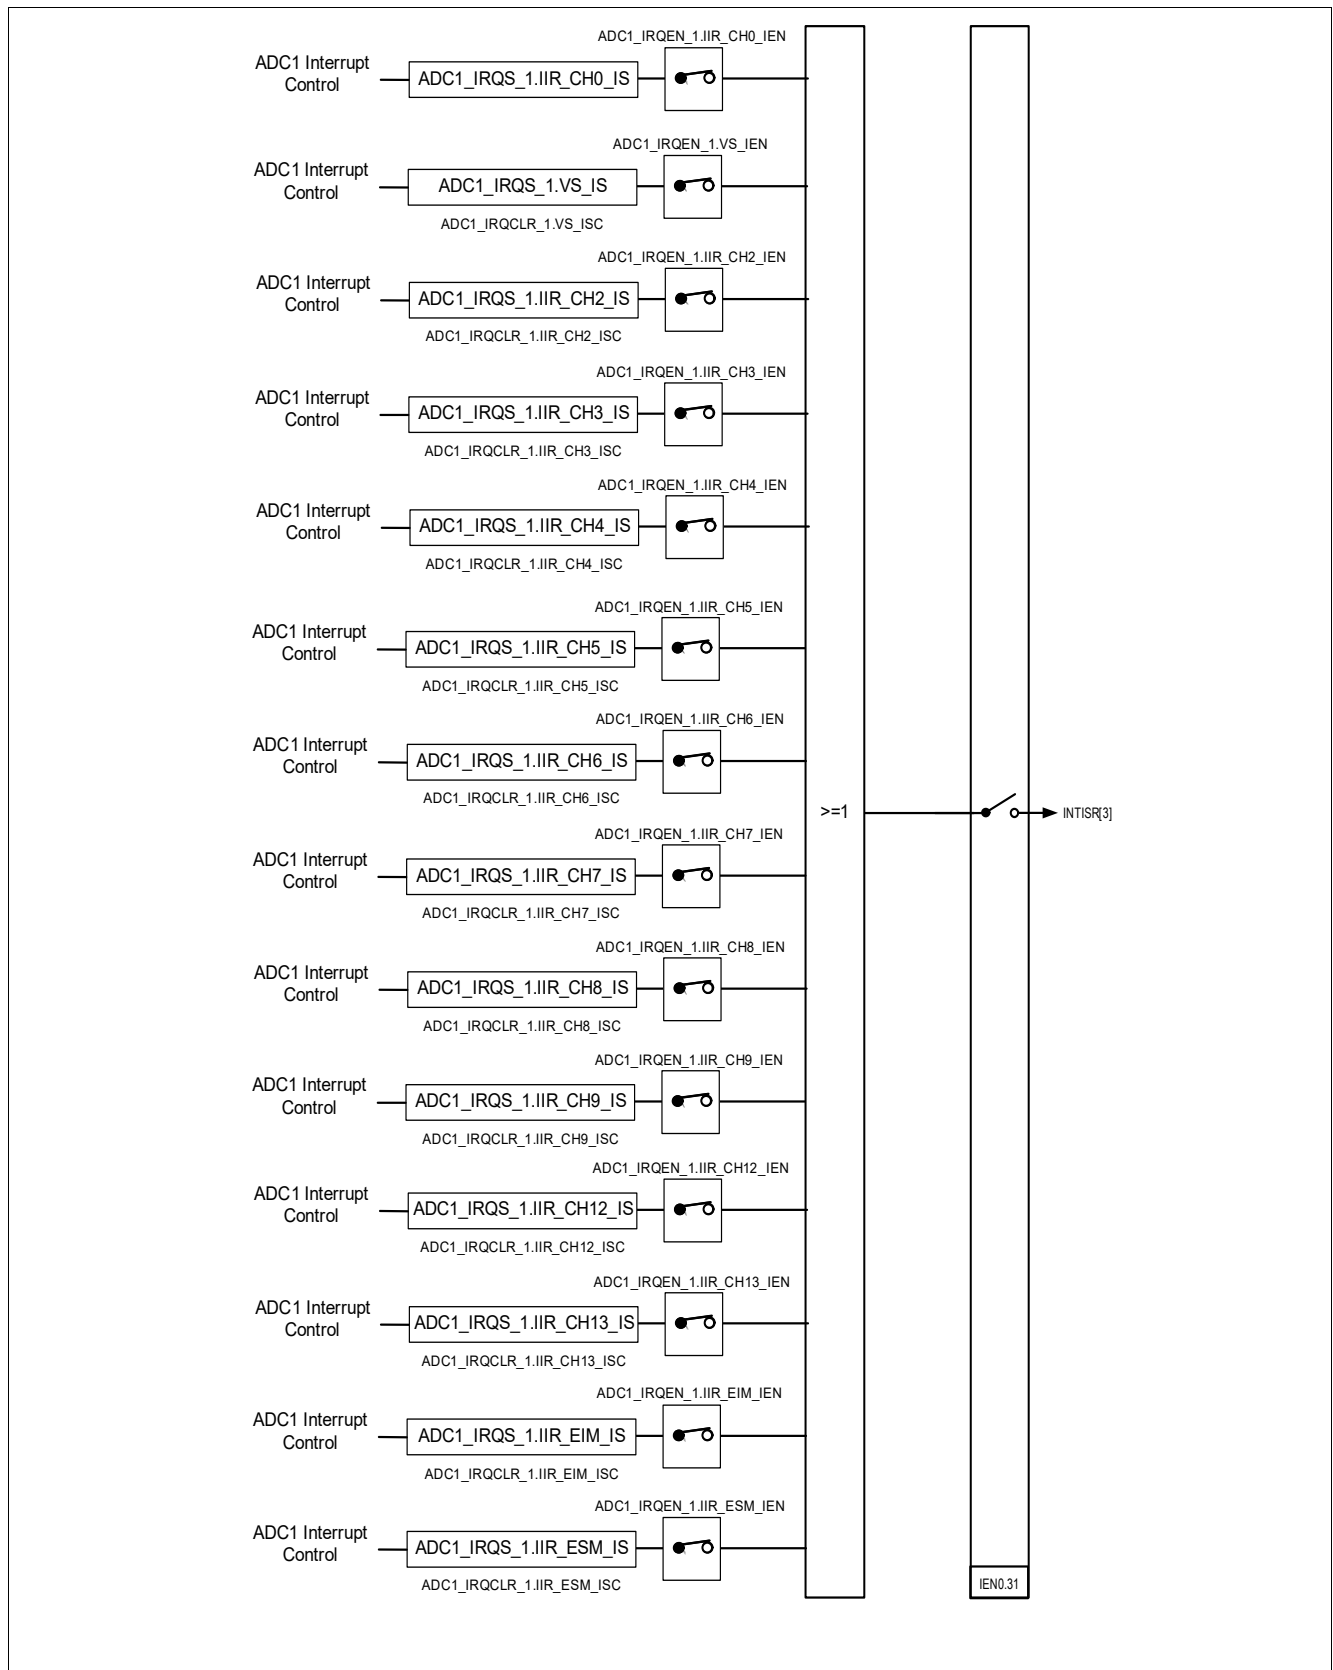 ADC1_IRQEN_1.IIR_CH0_IEN
ADC1 Interrupt
Control
ADC1_IRQS_1.IIR_CH0_IS
ADC1_IRQEN_1.VS_IEN
ADC1 Interrupt
Control
ADC1_IRQS_1.VS_IS
ADC1_IRQCLR_1.VS_ISC
ADC1_IRQEN_1.IIR_CH2_IEN
ADC1 Interrupt
Control
ADC1_IRQS_1.IIR_CH2_IS
ADC1_IRQCLR_1.IIR_CH2_ISC
ADC1_IRQEN_1.IIR_CH3_IEN
ADC1 Interrupt
Control
ADC1_IRQS_1.IIR_CH3_IS
ADC1_IRQCLR_1.IIR_CH3_ISC
ADC1_IRQEN_1.IIR_CH4_IEN
ADC1 Interrupt
Control
ADC1_IRQS_1.IIR_CH4_IS
ADC1_IRQCLR_1.IIR_CH4_ISC
ADC1_IRQEN_1.IIR_CH5_IEN
ADC1 Interrupt
Control
ADC1_IRQS_1.IIR_CH5_IS
ADC1_IRQCLR_1.IIR_CH5_ISC
ADC1_IRQEN_1.IIR_CH6_IEN
ADC1 Interrupt
Control
ADC1_IRQS_1.IIR_CH6_IS
ADC1_IRQCLR_1.IIR_CH6_ISC
>=1
INTISR[3]
ADC1_IRQEN_1.IIR_CH7_IEN
ADC1 Interrupt
Control
ADC1_IRQS_1.IIR_CH7_IS
ADC1_IRQCLR_1.IIR_CH7_ISC
ADC1_IRQEN_1.IIR_CH8_IEN
ADC1 Interrupt
Control
ADC1_IRQS_1.IIR_CH8_IS
ADC1_IRQCLR_1.IIR_CH8_ISC
ADC1_IRQEN_1.IIR_CH9_IEN
ADC1 Interrupt
Control
ADC1_IRQS_1.IIR_CH9_IS
ADC1_IRQCLR_1.IIR_CH9_ISC
ADC1_IRQEN_1.IIR_CH12_IEN
ADC1 Interrupt
Control
ADC1_IRQS_1.IIR_CH12_IS
ADC1_IRQCLR_1.IIR_CH12_ISC
ADC1_IRQEN_1.IIR_CH13_IEN
ADC1 Interrupt
Control
ADC1_IRQS_1.IIR_CH13_IS
ADC1_IRQCLR_1.IIR_CH13_ISC
ADC1_IRQEN_1.IIR_EIM_IEN
ADC1 Interrupt
Control
ADC1_IRQS_1.IIR_EIM_IS
ADC1_IRQCLR_1.IIR_EIM_ISC
ADC1_IRQEN_1.IIR_ESM_IEN
ADC1 Interrupt
Control
ADC1_IRQS_1.IIR_ESM_IS
ADC1_IRQCLR_1.IIR_ESM_ISC
IEN0.31